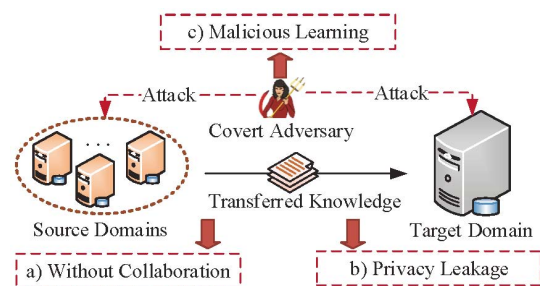 c) Malicious Learning
Attack
Attack
Covert Adversary
...
Transferred Knowledge
Source Domains
Target Domain
a) Without Collaboration
b) Privacy Leakage